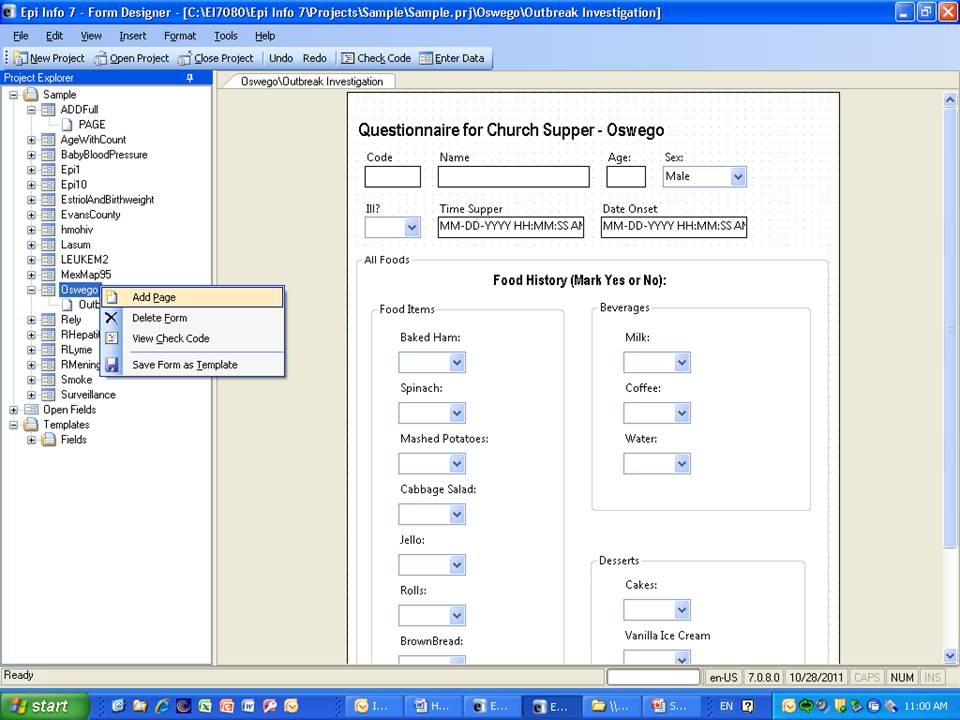 Epi Info 7 - Form Designer - [C:\EI7080\Epi Info 7\Projects\Sample\Sample.prj\Oswego\Outbreak Investigation]
File Edit View Insert Format Tools Help
New Project Open Project Close Project Undo Redo Check Code Enter Data
Project Explorer
Oswego\Outbreak Investigation
Sample
ADDFull
PAGE
AgeWithCount
BabyBloodPressure
Epi1
Epi10
EstriolAndBirthweight
EvansCounty
hmohiv
Lasum
LEUKEM2
MexMap95
Oswego
Outb
Rely
RHepati
RLyme
RMening
Smoke
Surveillance
Open Fields
Templates
Fields
Add Page
Delete Form
View Check Code
Save Form as Template
Questionnaire for Church Supper - Oswego
Code Name Age: Sex:
Male
Ill? Time Supper Date Onset
MM-DD-YYYY HH:MM:SS AM MM-DD-YYYY HH:MM:SS AM
All Foods
Food History (Mark Yes or No):
Food Items
Baked Ham:
Spinach:
Mashed Potatoes:
Cabbage Salad:
Jello:
Rolls:
BrownBread:
Beverages
Milk:
Coffee:
Water:
Desserts
Cakes:
Vanilla Ice Cream
Ready en-US 7.0.8.0 10/28/2011 CAPS NUM INS
start I... H... E... E... \\... S... EN 11:00 AM